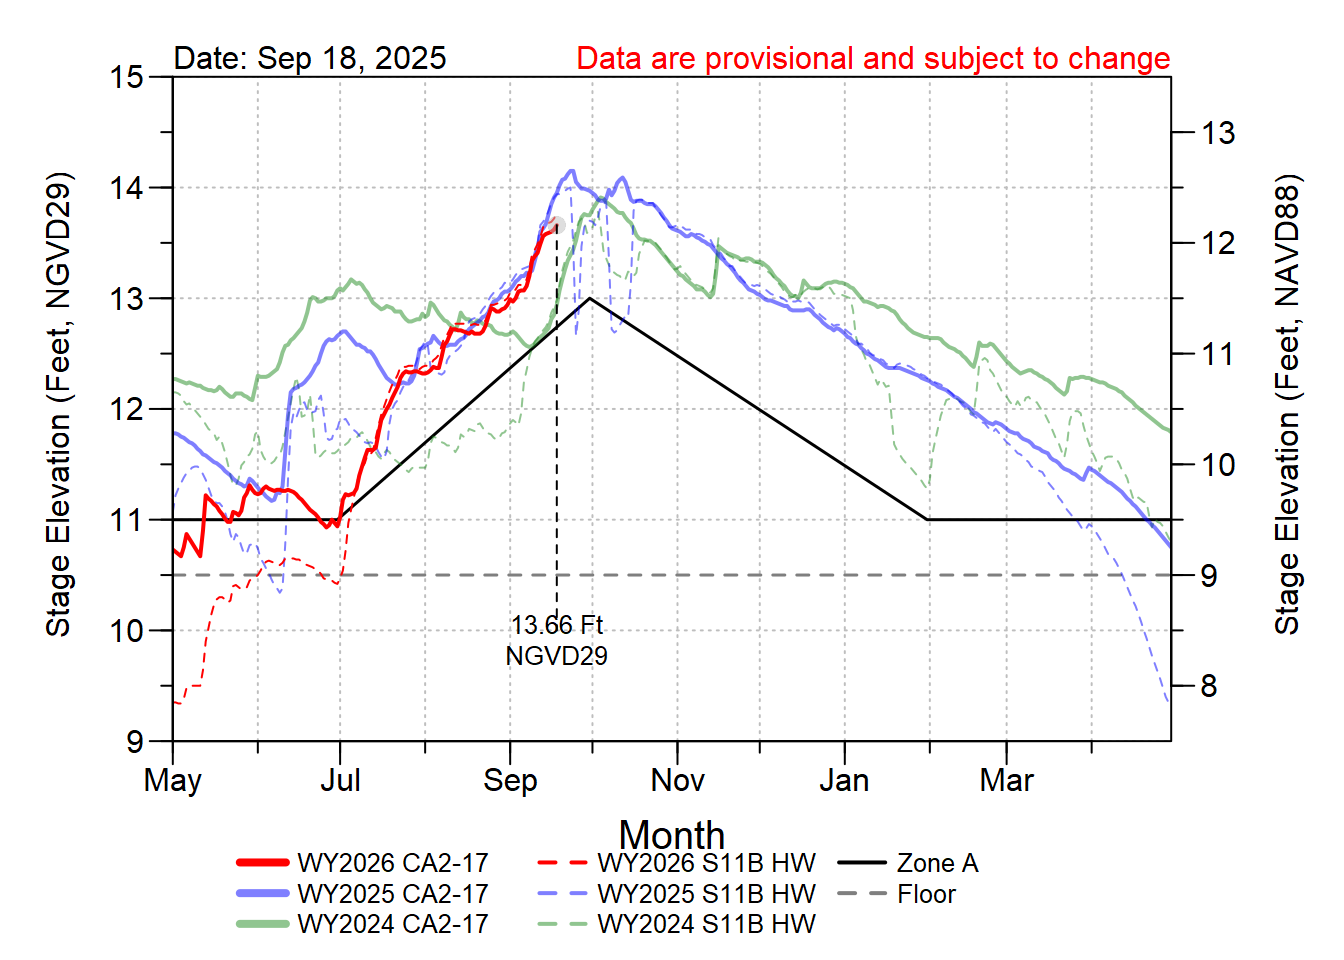 Date: Sep 18, 2025
Data are provisional and subject to change
Stage Elevation (Feet, NGVD29)
15
14
13
12
11
10
9
13
12
11
10
9
8
Stage Elevation (Feet, NAVD88)
13.66 Ft
NGVD29
May Jul Sep Nov Jan Mar
Month
WY2026 CA2-17 WY2026 S11B HW Zone A
WY2025 CA2-17 WY2025 S11B HW Floor
WY2024 CA2-17 WY2024 S11B HW